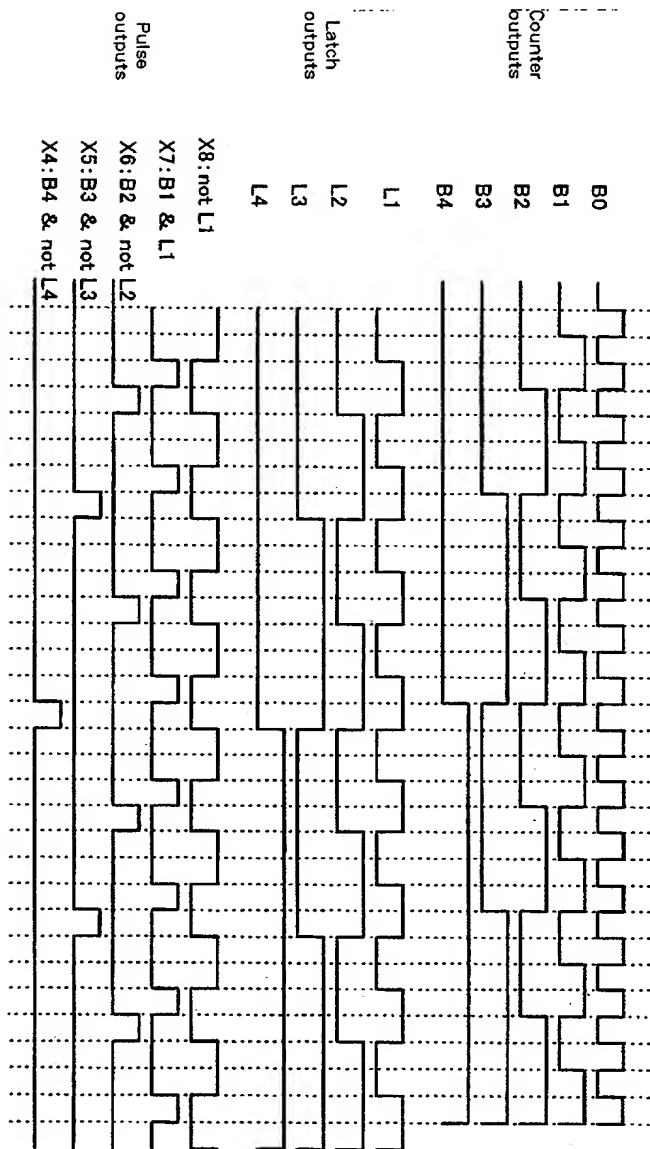 Counter
outputs
B0
B1
B2
B3
B4
Latch
outputs
L1
L2
L3
L4
Pulse
outputs
X8: not L1
X7: B1 & L1
X6: B2 & not L2
X5: B3 & not L3
X4: B4 & not L4